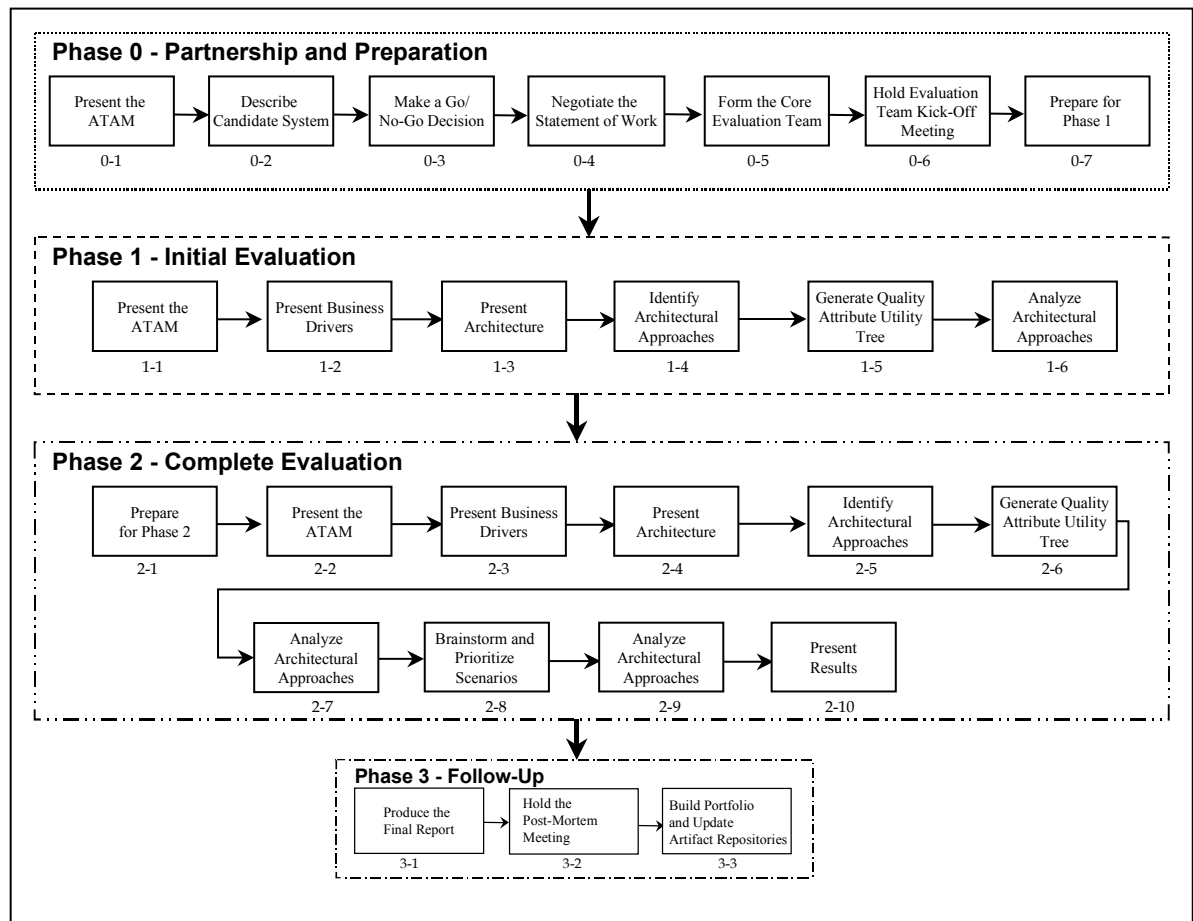 Phase 0 - Partnership and Preparation
Present the
ATAM
0-1
Describe
Candidate System
0-2
Make a Go/
No-Go Decision
0-3
Negotiate the
Statement of Work
0-4
Form the Core
Evaluation Team
0-5
Hold Evaluation
Team Kick-Off
Meeting
0-6
Prepare for
Phase 1
0-7
Phase 1 - Initial Evaluation
Present the
ATAM
1-1
Present Business
Drivers
1-2
Present
Architecture
1-3
Identify
Architectural
Approaches
1-4
Generate Quality
Attribute Utility
Tree
1-5
Analyze
Architectural
Approaches
1-6
Phase 2 - Complete Evaluation
Prepare
for Phase 2
2-1
Present the
ATAM
2-2
Present Business
Drivers
2-3
Present
Architecture
2-4
Identify
Architectural
Approaches
2-5
Generate Quality
Attribute Utility
Tree
2-6
Analyze
Architectural
Approaches
2-7
Brainstorm and
Prioritize
Scenarios
2-8
Analyze
Architectural
Approaches
2-9
Present
Results
2-10
Phase 3 - Follow-Up
Produce the
Final Report
3-1
Hold the
Post-Mortem
Meeting
3-2
Build Portfolio
and Update
Artifact Repositories
3-3